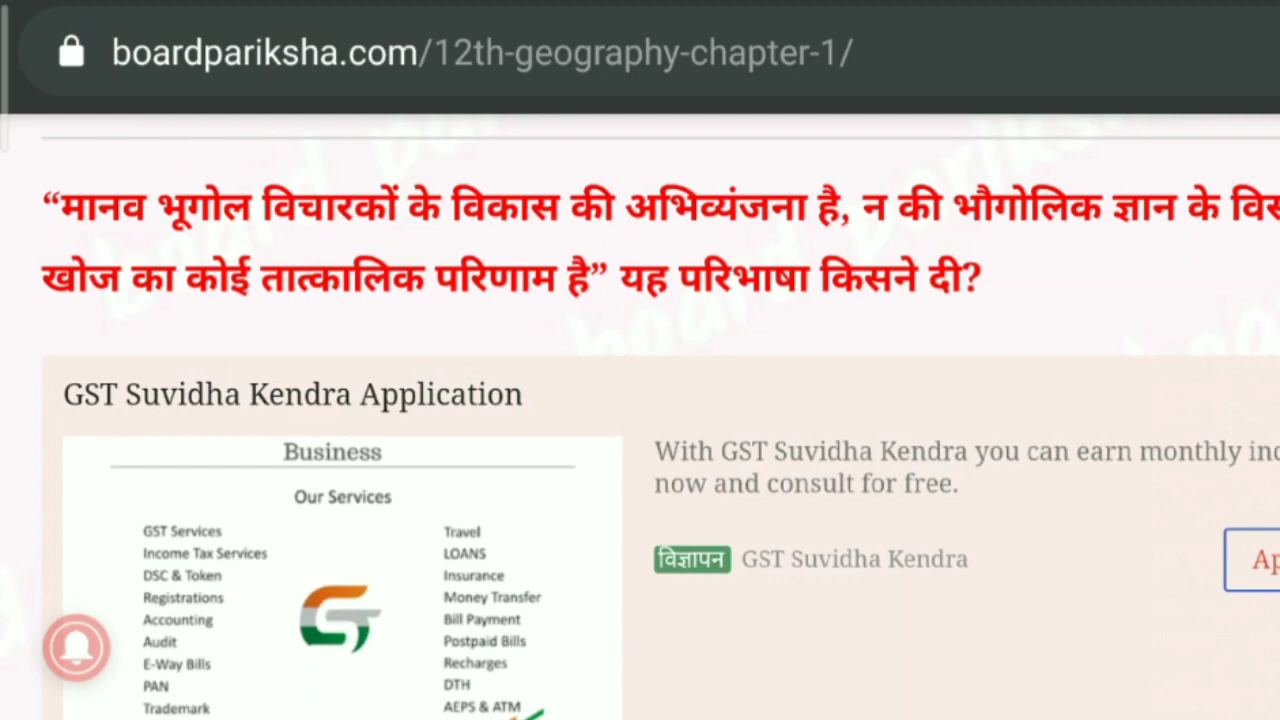 boardpariksha.com/12th-geography-chapter-1/
“मानव भूगोल विचारकों के विकास की अभिव्यंजना है, न की भौगोलिक ज्ञान के
खोज का कोई तात्कालिक परिणाम है” यह परिभाषा किसने दी?
GST Suvidha Kendra Application
Business
With GST Suvidha Kendra you can earn monthly
now and consult for free.
Our Services
GST Services
Income Tax Services
DSC & Token
Registrations
Accounting
Audit
E-Way Bills
PAN
Trademark
Travel
LOANS
Insurance
Money Transfer
Bill Payment
Postpaid Bills
Recharges
DTH
AEPS & ATM
विज्ञापन GST Suvidha Kendra